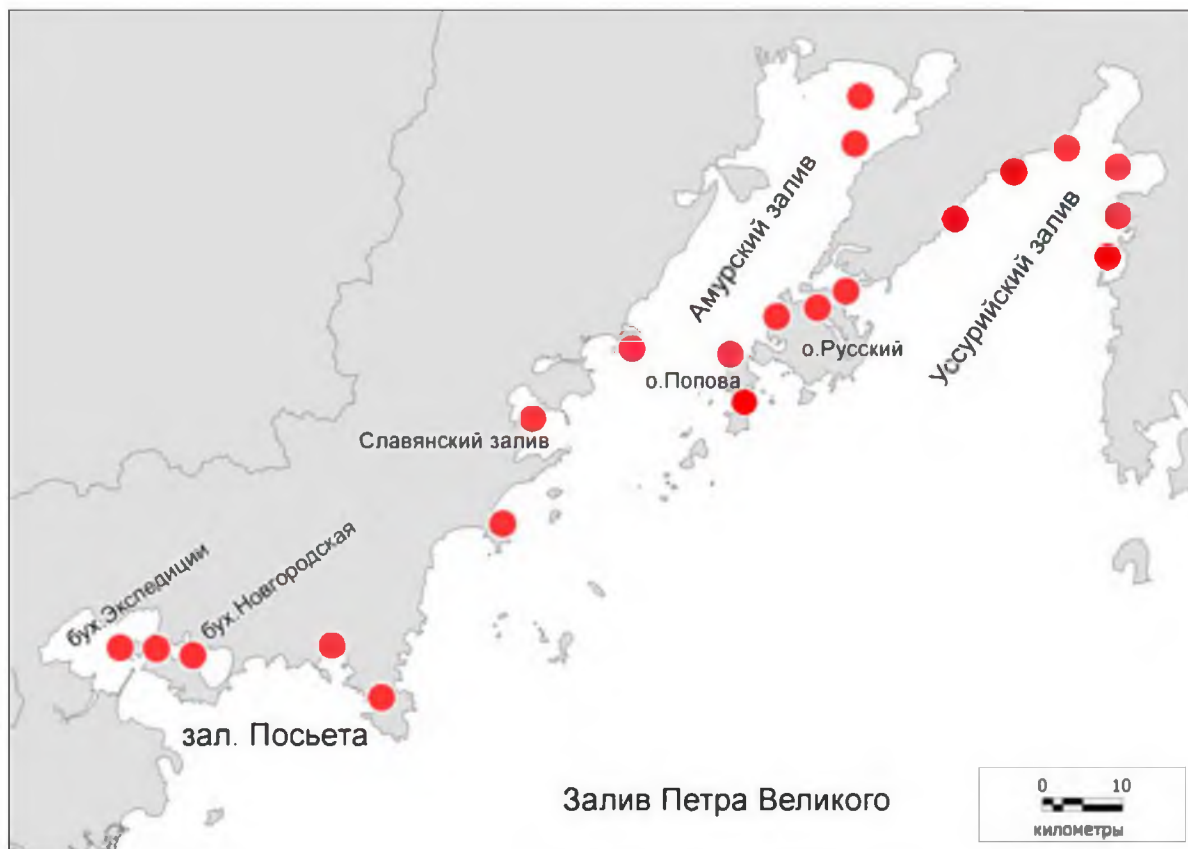 Амурский залив
Уссурийский залив
о.Русский
о.Попова
Славянский залив
бух.Экспедиции
бух.Новгородская
зал. Посьета
Залив Петра Великого
0 10
километры